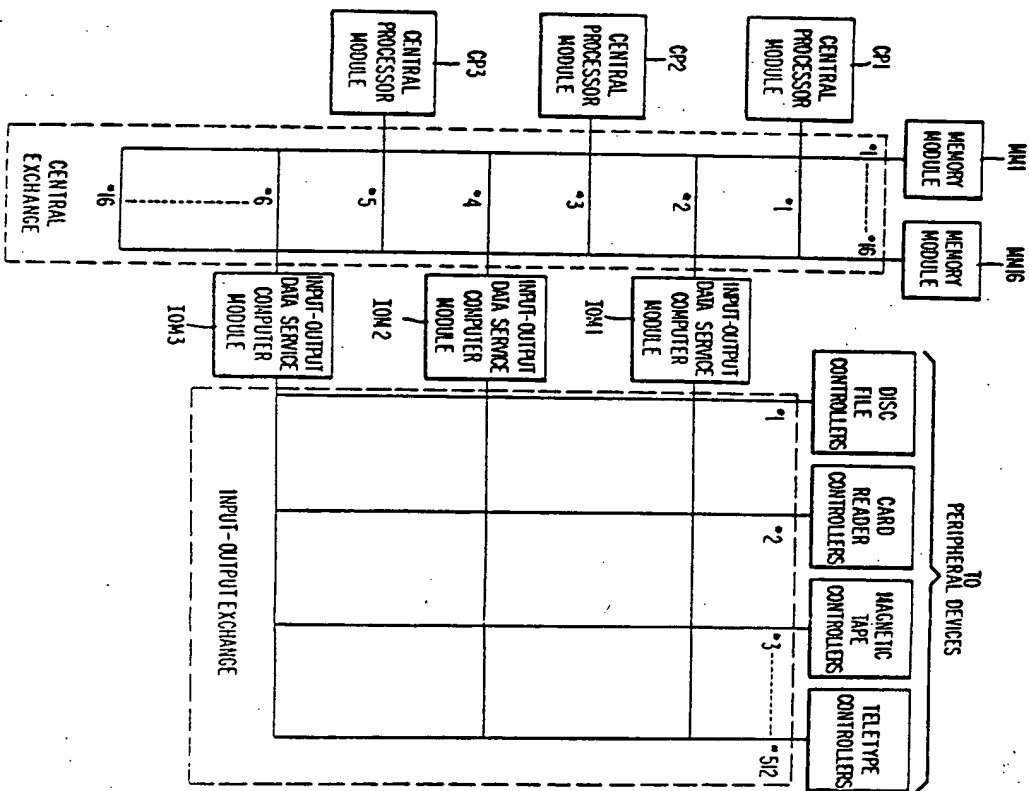 MM1
MM16
MEMORY
MODULE
MEMORY
MODULE
TO
PERIPHERAL DEVICES
DISC
FILE
CONTROLLERS
CARD
READER
CONTROLLERS
MAGNETIC
TAPE
CONTROLLERS
TELETYPE
CONTROLLERS
CP1
CENTRAL
PROCESSOR
MODULE
CP2
CENTRAL
PROCESSOR
MODULE
CP3
CENTRAL
PROCESSOR
MODULE
*1
*16
*1
*2
*3
*4
*5
*6
*16
CENTRAL
EXCHANGE
INPUT-OUTPUT
DATA SERVICE
COMPUTER
MODULE
IOM1
INPUT-OUTPUT
DATA SERVICE
COMPUTER
MODULE
IOM2
INPUT-OUTPUT
DATA SERVICE
COMPUTER
MODULE
IOM3
*1
*2
*3
*512
INPUT-OUTPUT EXCHANGE